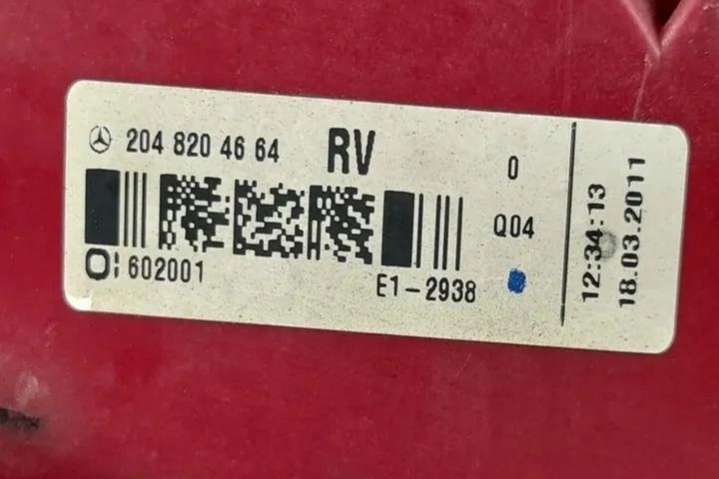 204 820 46 64 RV 0
Q04
O: 602001 E1-2938
12:34:13
18.03.2011